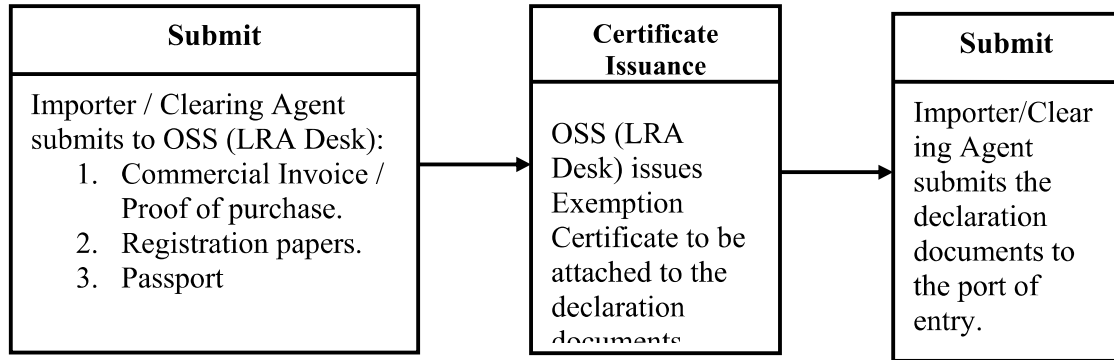 Submit
Importer / Clearing Agent
submits to OSS (LRA Desk):
1. Commercial Invoice /
Proof of purchase.
2. Registration papers.
3. Passport
Certificate
Issuance
OSS (LRA
Desk) issues
Exemption
Certificate to be
attached to the
declaration
documents
Submit
Importer/Clear
ing Agent
submits the
declaration
documents to
the port of
entry.